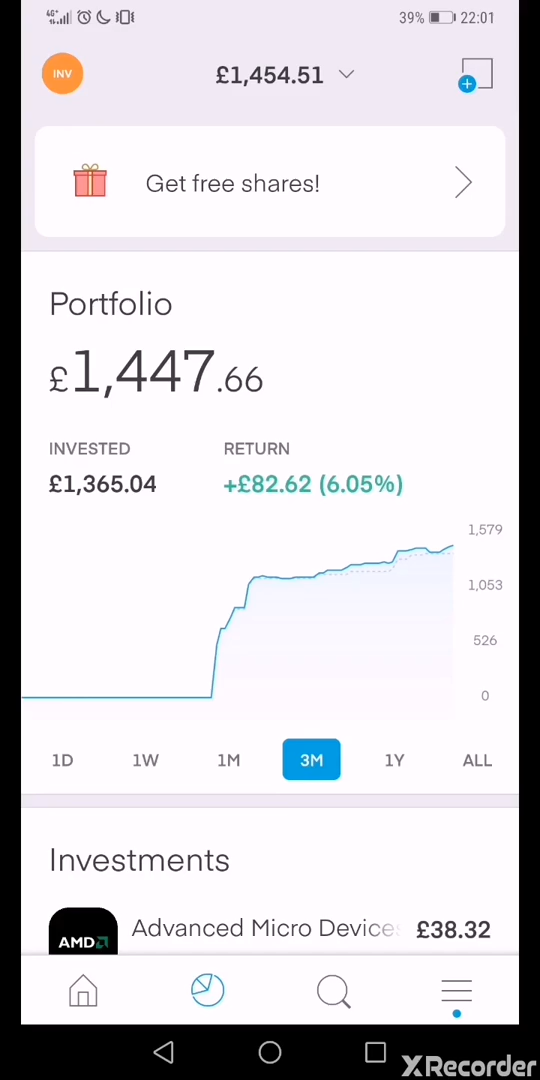 4G+ 39% 22:01
INV £1,454.51
Get free shares!
Portfolio
£1,447.66
INVESTED RETURN
£1,365.04 +£82.62 (6.05%)
1,579
1,053
526
0
1D 1W 1M 3M 1Y ALL
Investments
AMD Advanced Micro Devices £38.32
XRecorder